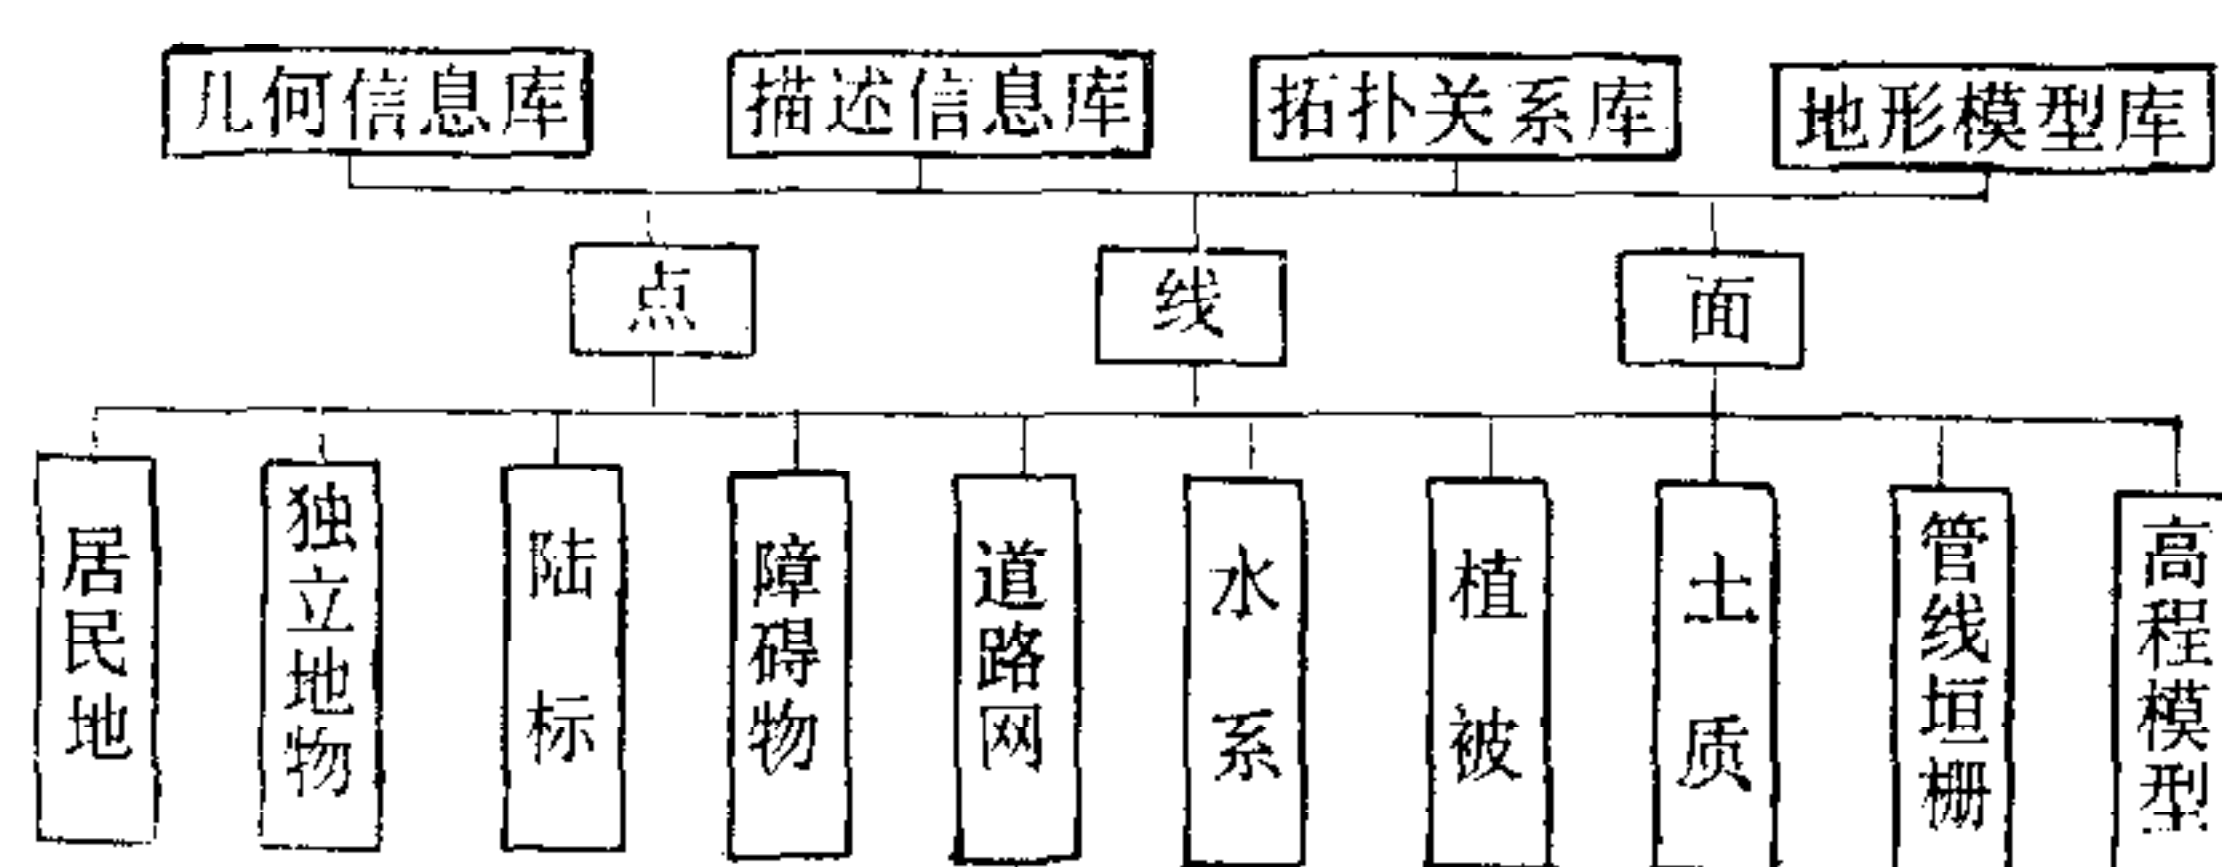 几何信息库
描述信息库
拓扑关系库
地形模型库
点
线
面
居民地
独立地物
陆标
障碍物
道路网
水系
植被
土质
管线垣栅
高程模型